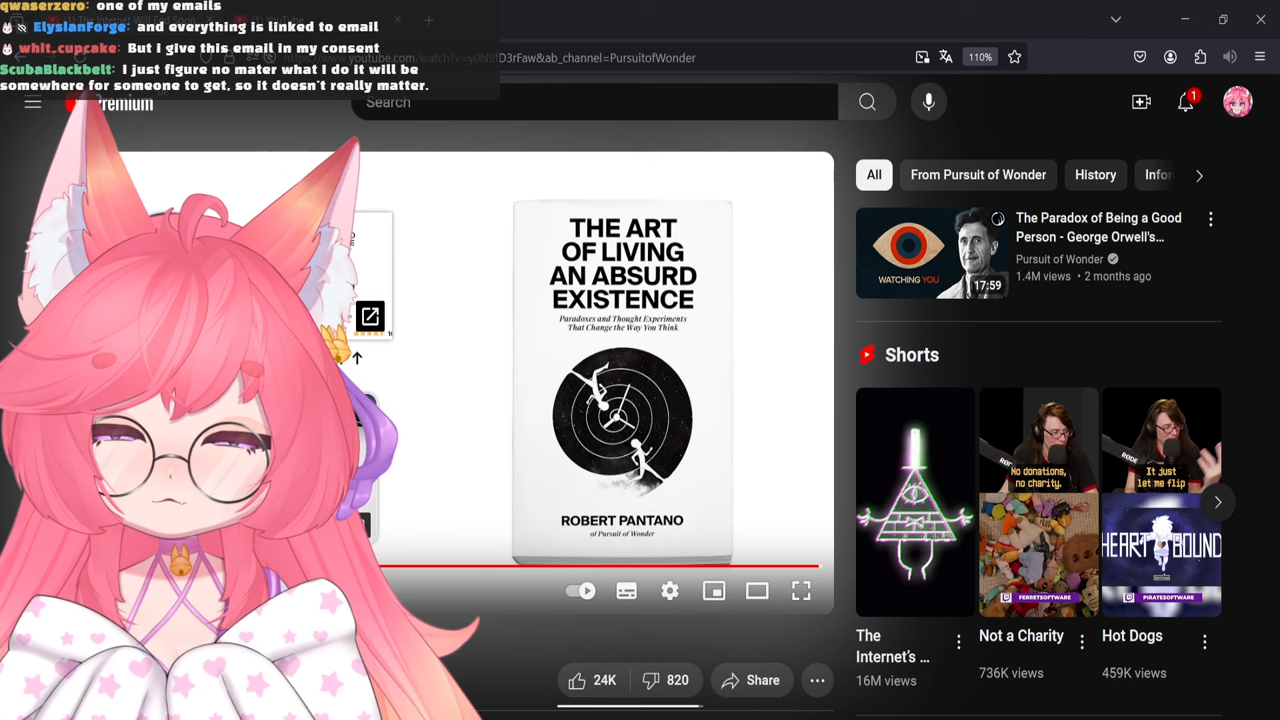 qwaserzero: one of my emails
ElysianForge: and everything is linked to email
whit_cupcake: But i give this email in my consent
ScubaBlackbelt: I just figure no mater what I do it will be
somewhere for someone to get, so it doesn't really matter.
ab_channel=PursuitofWonder
110%
Premium
Search
1
All
From Pursuit of Wonder
History
Infor
THE ART
OF LIVING
AN ABSURD
EXISTENCE
Paradoxes and Thought Experiments
That Change the Way You Think
ROBERT PANTANO
of Pursuit of Wonder
WATCHING YOU
17:59
The Paradox of Being a Good
Person - George Orwell's...
Pursuit of Wonder
1.4M views • 2 months ago
Shorts
No donations,
no charity.
FERRETSOFTWARE
It just
let me flip
HEARTBOUND
PIRATESOFTWARE
The
Internet's ...
16M views
Not a Charity
736K views
Hot Dogs
459K views
24K
820
Share